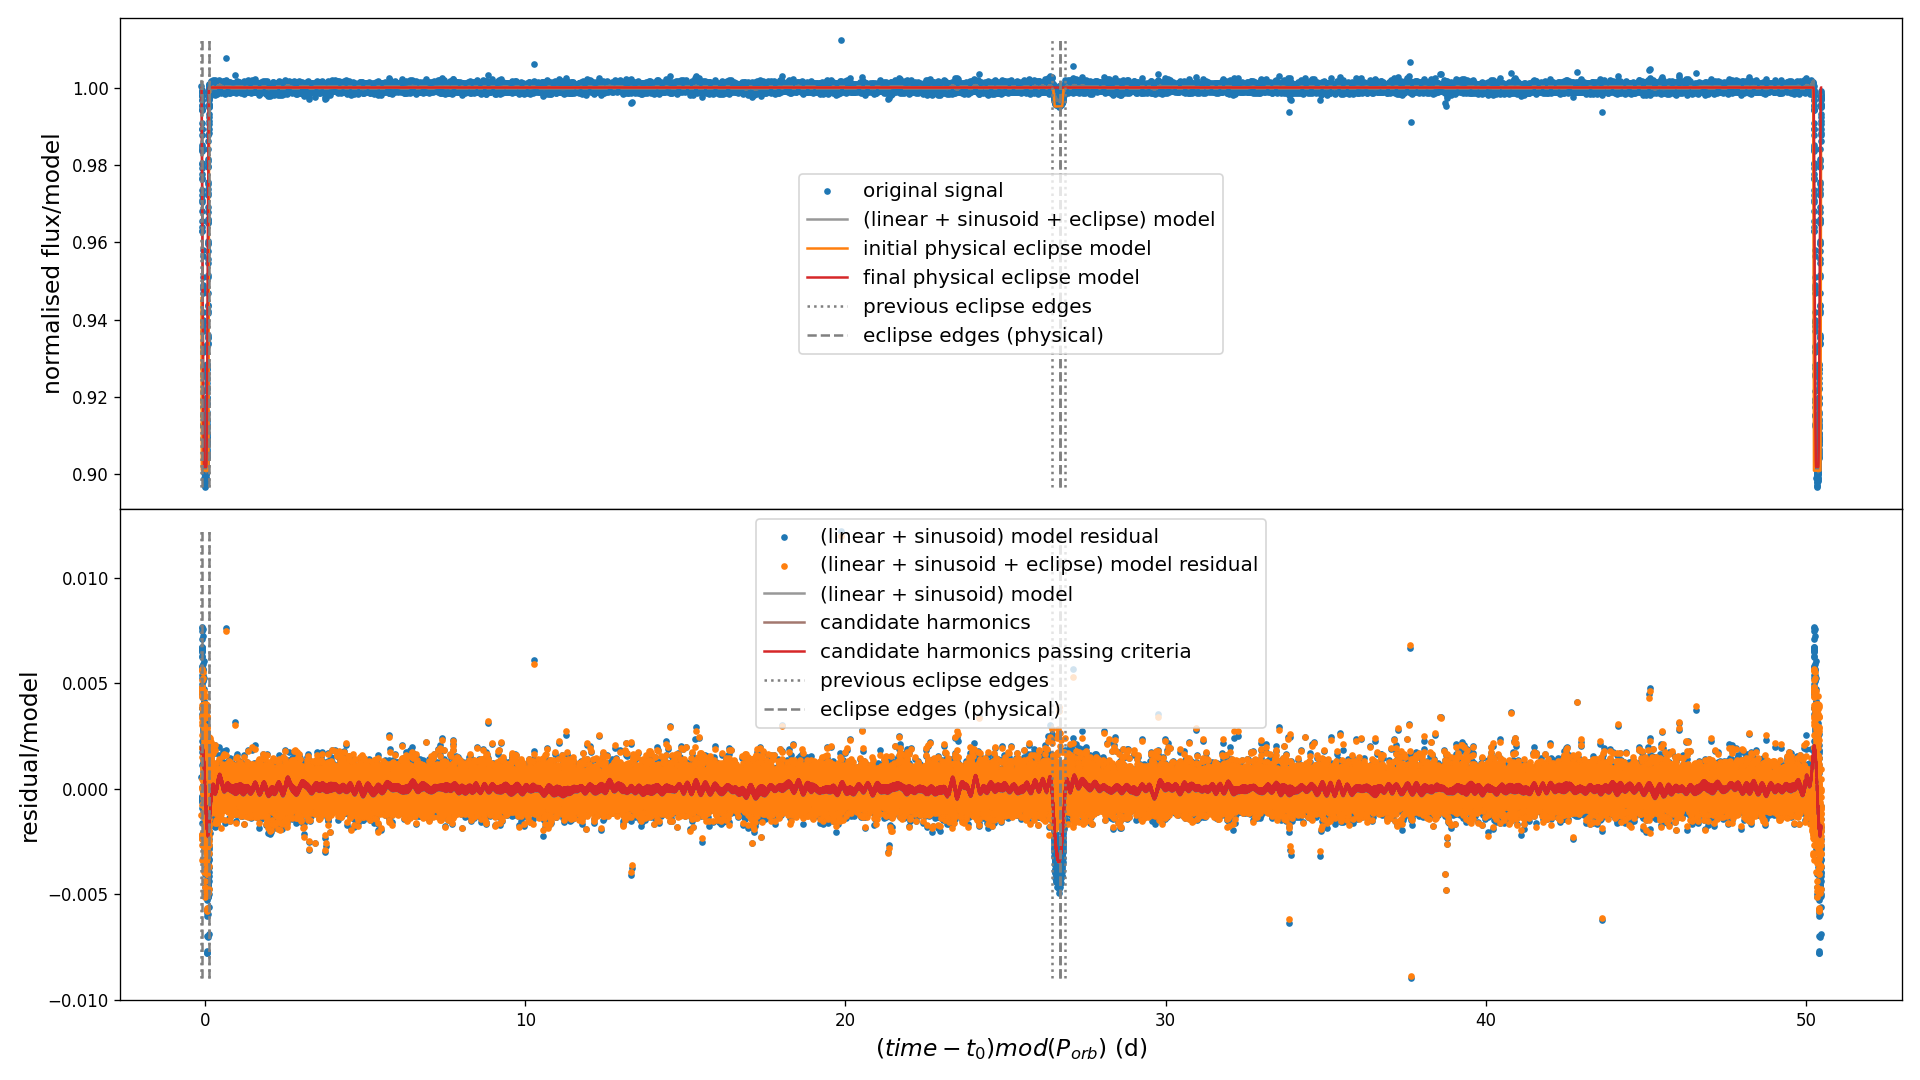 1.00
0.98
0.96
0.94
0.92
0.90
normalised flux/model
original signal
(linear + sinusoid + eclipse) model
initial physical eclipse model
final physical eclipse model
previous eclipse edges
eclipse edges (physical)
0.010
0.005
0.000
−0.005
−0.010
residual/model
(linear + sinusoid) model residual
(linear + sinusoid + eclipse) model residual
(linear + sinusoid) model
candidate harmonics
candidate harmonics passing criteria
previous eclipse edges
eclipse edges (physical)
0 10 20 30 40 50
(time − t₀)mod(Pₒᵣb) (d)